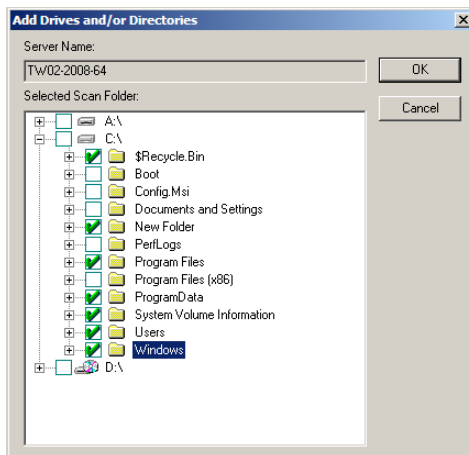 Add Drives and/or Directories
Server Name:
TW02-2008-64
OK
Selected Scan Folder:
Cancel
A:\
C:\
$Recycle.Bin
Boot
Config.Msi
Documents and Settings
New Folder
PerfLogs
Program Files
Program Files (x86)
ProgramData
System Volume Information
Users
Windows
D:\